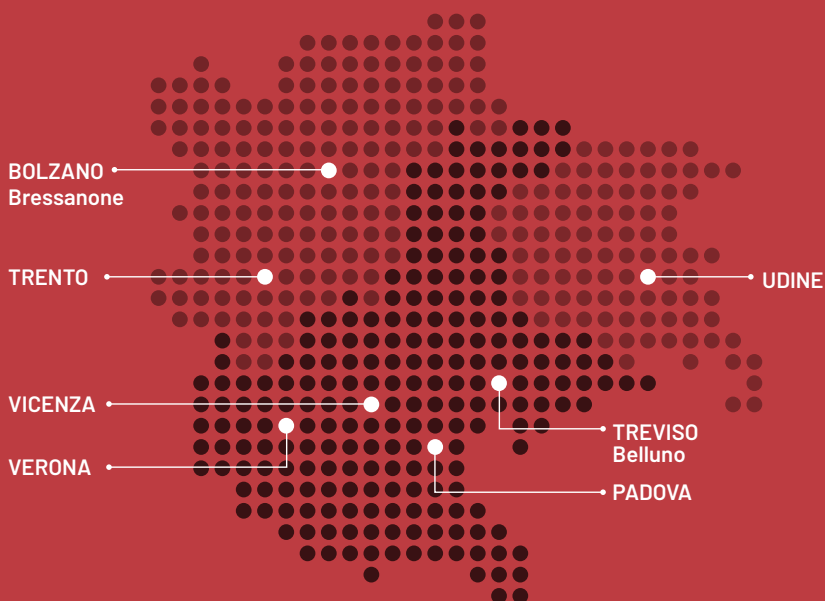 BOLZANO
Bressanone
TRENTO
UDINE
VICENZA
TREVISO
Belluno
VERONA
PADOVA